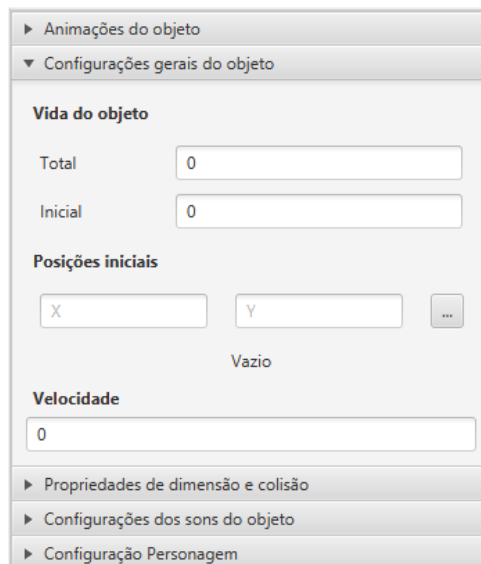 Animações do objeto
Configurações gerais do objeto
Vida do objeto
Total 0
Inicial 0
Posições iniciais
X Y ...
Vazio
Velocidade
0
Propriedades de dimensão e colisão
Configurações dos sons do objeto
Configuração Personagem